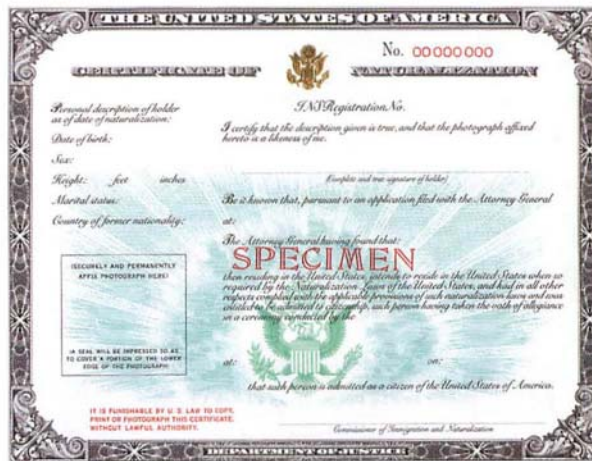 THE UNITED STATES OF AMERICA
No. 00000000
CERTIFICATE OF NATURALIZATION
Personal description of holder
as of date of naturalization:
Date of birth:
Sex:
Height: feet inches
Marital status:
Country of former nationality:
INS Registration No.
I certify that the description given is true, and that the photograph affixed
hereto is a likeness of me.
(Complete and true signature of holder)
Be it known that, pursuant to an application filed with the Attorney General
at:
The Attorney General having found that:
SPECIMEN
then residing in the United States, intends to reside in the United States when so
required by the Naturalization Laws of the United States, and had in all other
respects complied with the applicable provisions of such naturalization laws and was
entitled to be admitted to citizenship, such person having taken the oath of allegiance
in a ceremony conducted by the
at: on:
that such person is admitted as a citizen of the United States of America.
(SECURELY AND PERMANENTLY
AFFIX PHOTOGRAPH HERE)
(A SEAL WILL BE IMPRESSED SO AS
TO COVER A PORTION OF THE LOWER
EDGE OF THE PHOTOGRAPH)
IT IS PUNISHABLE BY U. S. LAW TO COPY,
PRINT OR PHOTOGRAPH THIS CERTIFICATE,
WITHOUT LAWFUL AUTHORITY.
Commissioner of Immigration and Naturalization
DEPARTMENT OF JUSTICE